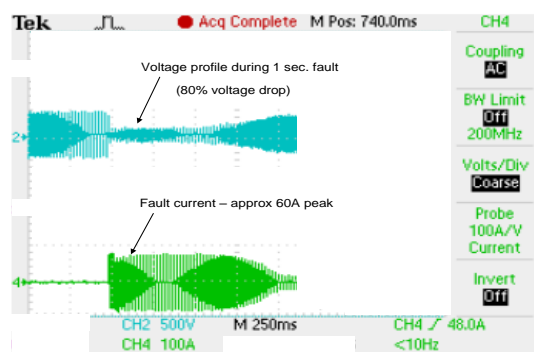 Tek Acq Complete M Pos: 740.0ms CH4
Coupling
AC
BW Limit
Off
200MHz
Volts/Div
Coarse
Probe
100A/V
Current
Invert
Off
Voltage profile during 1 sec. fault
(80% voltage drop)
2
Fault current – approx 60A peak
4
CH2 500V M 250ms CH4 48.0A
CH4 100A <10Hz